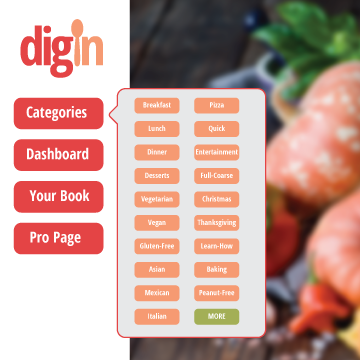 digin
Categories
Dashboard
Your Book
Pro Page
Breakfast
Pizza
Lunch
Quick
Dinner
Entertainment
Desserts
Full-Coarse
Vegetarian
Christmas
Vegan
Thanksgiving
Gluten-Free
Learn-How
Asian
Baking
Mexican
Peanut-Free
Italian
MORE